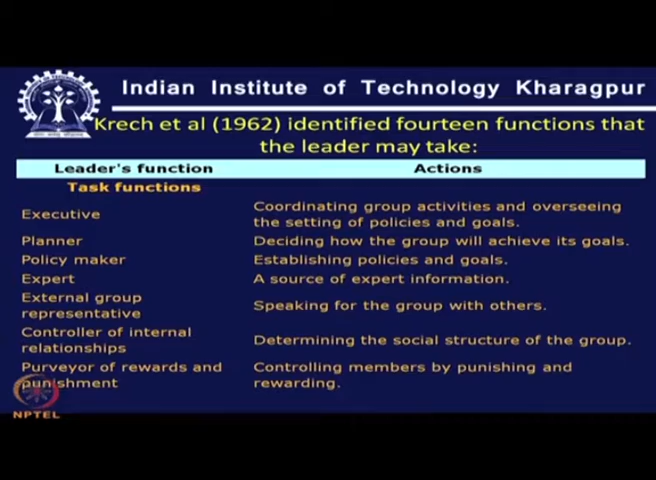 Indian Institute of Technology Kharagpur
Krech et al (1962) identified fourteen functions that
the leader may take:
Leader's function Actions
Task functions
Executive Coordinating group activities and overseeing
the setting of policies and goals.
Planner Deciding how the group will achieve its goals.
Policy maker Establishing policies and goals.
Expert A source of expert information.
External group
representative Speaking for the group with others.
Controller of internal
relationships Determining the social structure of the group.
Purveyor of rewards and Controlling members by punishing and
punishment rewarding.
NPTEL